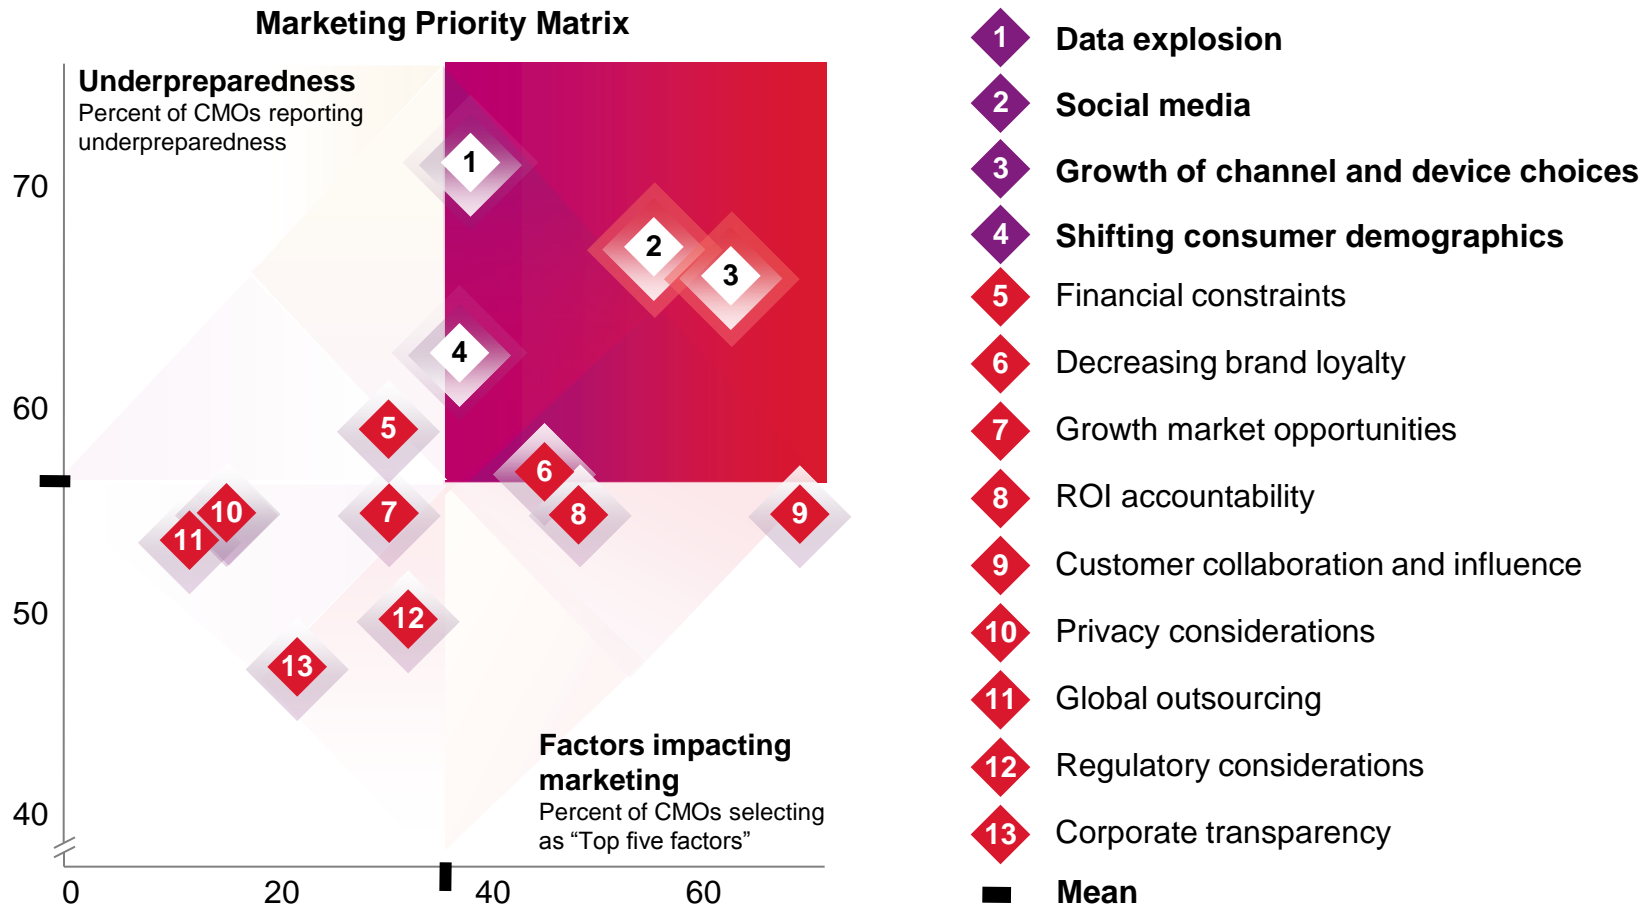 Marketing Priority Matrix
Underpreparedness
Percent of CMOs reporting
underpreparedness
70
60
50
40
0
20
40
60
1
2
3
4
5
6
7
8
9
10
11
12
13
Factors impacting
marketing
Percent of CMOs selecting
as “Top five factors”
1 Data explosion
2 Social media
3 Growth of channel and device choices
4 Shifting consumer demographics
5 Financial constraints
6 Decreasing brand loyalty
7 Growth market opportunities
8 ROI accountability
9 Customer collaboration and influence
10 Privacy considerations
11 Global outsourcing
12 Regulatory considerations
13 Corporate transparency
Mean